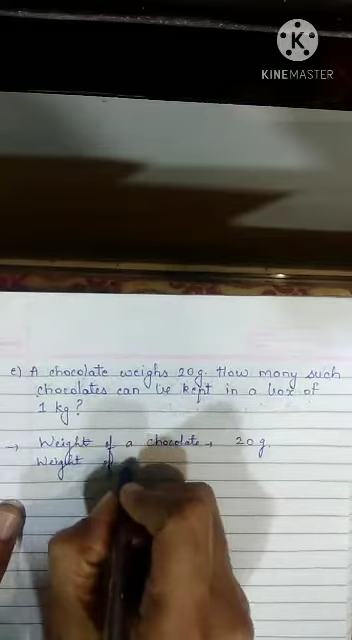 K
KINEMASTER
e) A chocolate weighs 20g. How many such
chocolates can be kept in a box of
1 kg?
→ Weight of a chocolate, 20g.
Weight of